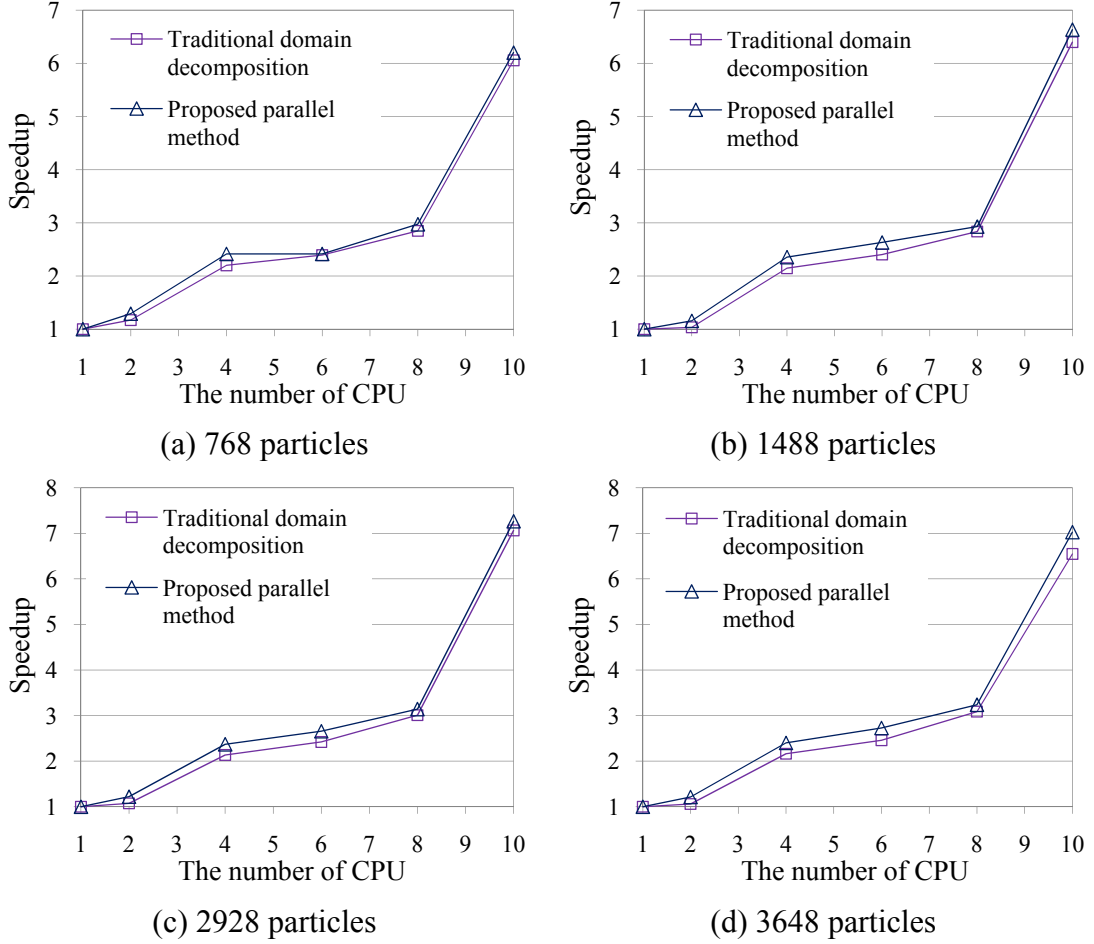 7
6
5
4
3
2
1
Speedup
Traditional domain
decomposition
Proposed parallel
method
1 2 3 4 5 6 7 8 9 10
The number of CPU
(a) 768 particles
7
6
5
4
3
2
1
Speedup
Traditional domain
decomposition
Proposed parallel
method
1 2 3 4 5 6 7 8 9 10
The number of CPU
(b) 1488 particles
8
7
6
5
4
3
2
1
Speedup
Traditional domain
decomposition
Proposed parallel
method
1 2 3 4 5 6 7 8 9 10
The number of CPU
(c) 2928 particles
8
7
6
5
4
3
2
1
Speedup
Traditional domain
decomposition
Proposed parallel
method
1 2 3 4 5 6 7 8 9 10
The number of CPU
(d) 3648 particles